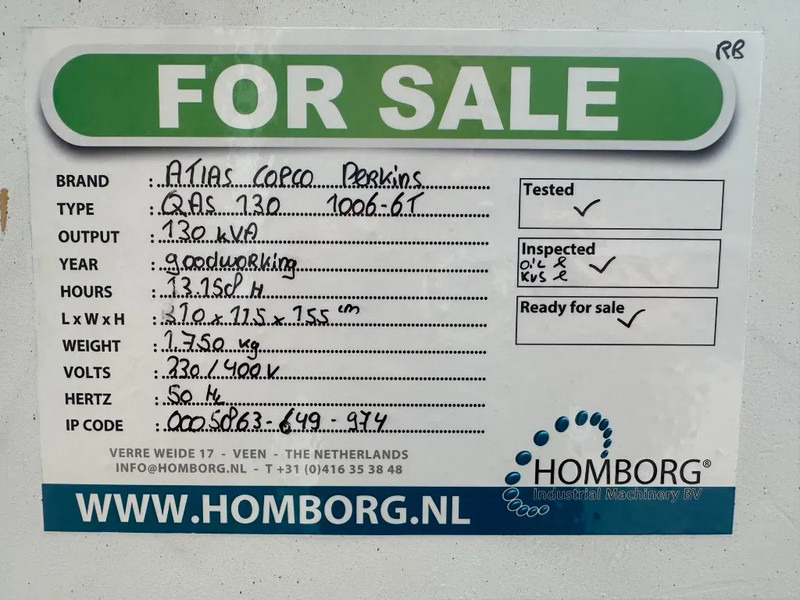 RB
FOR SALE
BRAND : ATlAS COPCO Perkins
TYPE : QAS 130 1006-6T
OUTPUT : 130 kVA
YEAR : goodworking
HOURS : 13.158 H
L x W x H : 310 x 115 x 155 cm
WEIGHT : 1.750 kg
VOLTS : 230/400 V
HERTZ : 50 Hz
IP CODE : 0005863-649-974
Tested ✓
Inspected
✓
Ready for sale ✓
VERRE WEIDE 17 - VEEN - THE NETHERLANDS
INFO@HOMBORG.NL - T +31 (0)416 35 38 48
HOMBORG®
Industrial Machinery BV
WWW.HOMBORG.NL